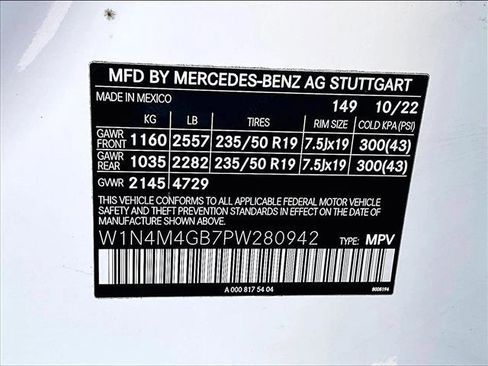 MFD BY MERCEDES-BENZ AG STUTTGART
MADE IN MEXICO 149 10/22
KG LB TIRES RIM SIZE COLD KPA (PSI)
GAWR FRONT 1160 2557 235/50 R19 7.5Jx19 300(43)
GAWR REAR 1035 2282 235/50 R19 7.5Jx19 300(43)
GVWR 2145 4729
THIS VEHICLE CONFORMS TO ALL APPLICABLE FEDERAL MOTOR VEHICLE
SAFETY AND THEFT PREVENTION STANDARDS IN EFFECT ON THE DATE OF
MANUFACTURE SHOWN ABOVE.
W1N4M4GB7PW280942 TYPE: MPV
A 000 817 54 04